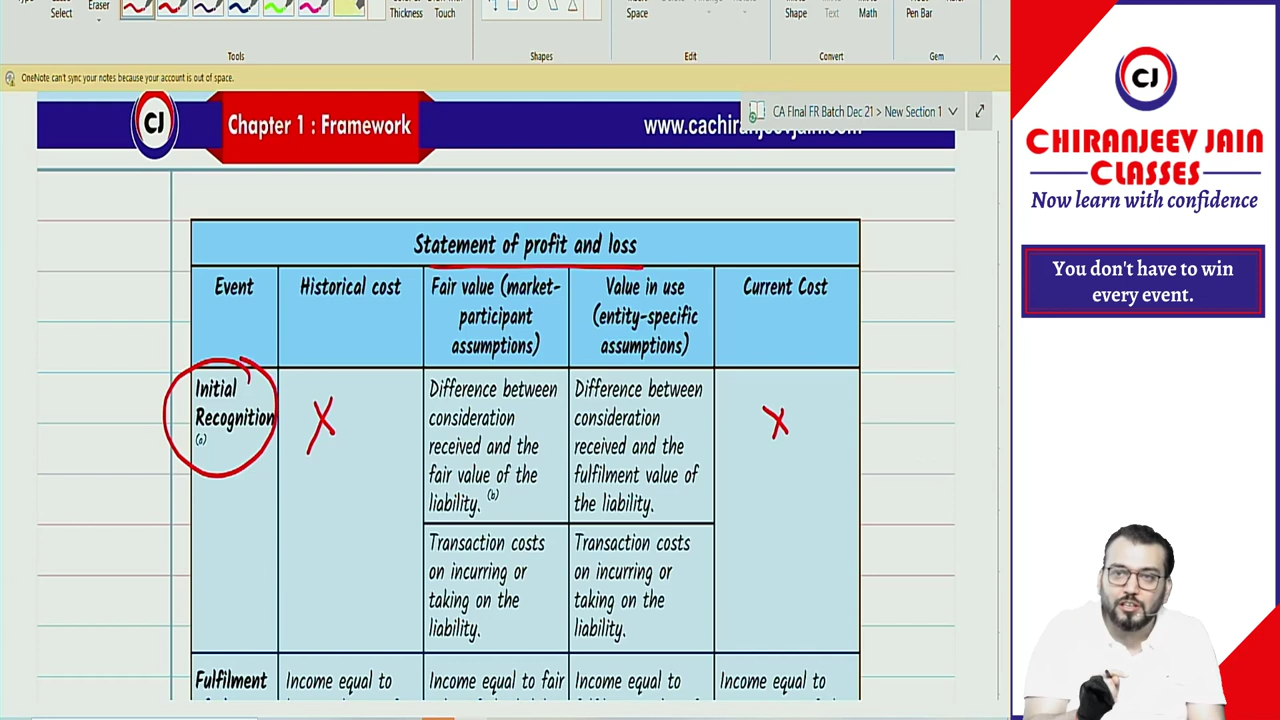 Eraser
Select
Thickness
Touch
Space
Shape
Text
Math
Pen Bar
Tools
Shapes
Edit
Convert
Gem
OneNote can't sync your notes because your account is out of space.
CJ
Chapter 1 : Framework
CA FInal FR Batch Dec 21 > New Section 1
Statement of profit and loss
Event
Historical cost
Fair value (market-
participant
assumptions)
Value in use
(entity-specific
assumptions)
Current Cost
Initial
Recognition
(a)
X
Difference between
consideration
received and the
fair value of the
liability. (b)
Difference between
consideration
received and the
fulfilment value of
the liability.
X
Transaction costs
on incurring or
taking on the
liability.
Transaction costs
on incurring or
taking on the
liability.
Fulfilment
Income equal to
Income equal to fair
Income equal to
Income equal to
CJ
CHIRANJEEV JAIN
CLASSES
Now learn with confidence
You don't have to win
every event.